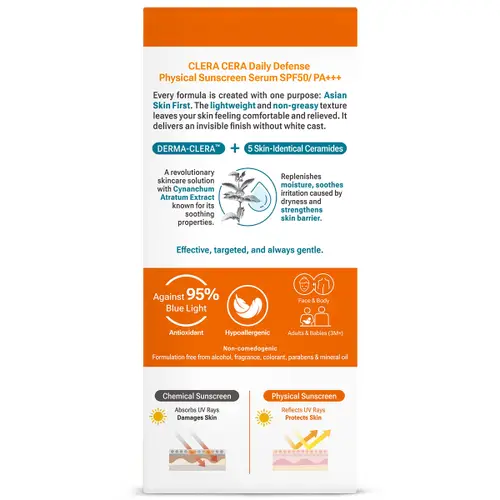 CLERA CERA Daily Defense
Physical Sunscreen Serum SPF50/ PA+++
Every formula is created with one purpose: Asian
Skin First. The lightweight and non-greasy texture
leaves your skin feeling comfortable and relieved. It
delivers an invisible finish without white cast.
DERMA-CLERA™ + 5 Skin-Identical Ceramides
A revolutionary
skincare solution
with Cynanchum
Atratum Extract
known for its
soothing
properties.
Replenishes
moisture, soothes
irritation caused by
dryness and
strengthens
skin barrier.
Effective, targeted, and always gentle.
Against 95%
Blue Light
Antioxidant
Hypoallergenic
Face & Body
Adults & Babies (3M+)
Non-comedogenic
Formulation free from alcohol, fragrance, colorant, parabens & mineral oil
Chemical Sunscreen
Absorbs UV Rays
Damages Skin
Physical Sunscreen
Reflects UV Rays
Protects Skin